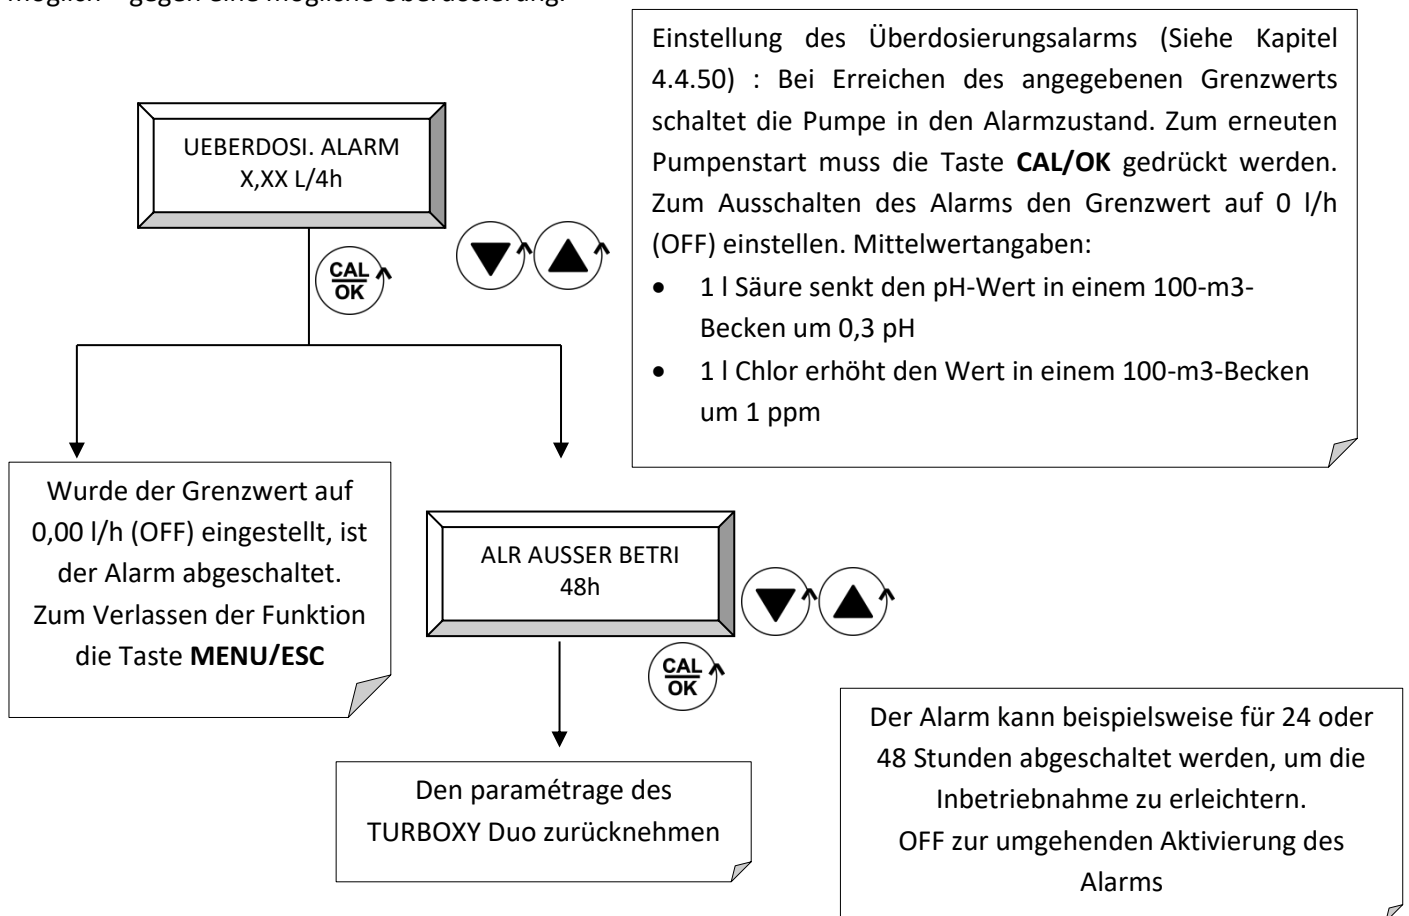 möglich – gegen eine mögliche Überdosierung.
Einstellung des Überdosierungsalarms (Siehe Kapitel
4.4.50) : Bei Erreichen des angegebenen Grenzwerts
schaltet die Pumpe in den Alarmzustand. Zum erneuten
Pumpenstart muss die Taste CAL/OK gedrückt werden.
Zum Ausschalten des Alarms den Grenzwert auf 0 l/h
(OFF) einstellen. Mittelwertangaben:
• 1 l Säure senkt den pH-Wert in einem 100-m3-
Becken um 0,3 pH
• 1 l Chlor erhöht den Wert in einem 100-m3-Becken
um 1 ppm
UEBERDOSI. ALARM
X,XX L/4h
CAL
OK
Wurde der Grenzwert auf
0,00 l/h (OFF) eingestellt, ist
der Alarm abgeschaltet.
Zum Verlassen der Funktion
die Taste MENU/ESC
ALR AUSSER BETRI
48h
CAL
OK
Den paramétrage des
TURBOXY Duo zurücknehmen
Der Alarm kann beispielsweise für 24 oder
48 Stunden abgeschaltet werden, um die
Inbetriebnahme zu erleichtern.
OFF zur umgehenden Aktivierung des
Alarms